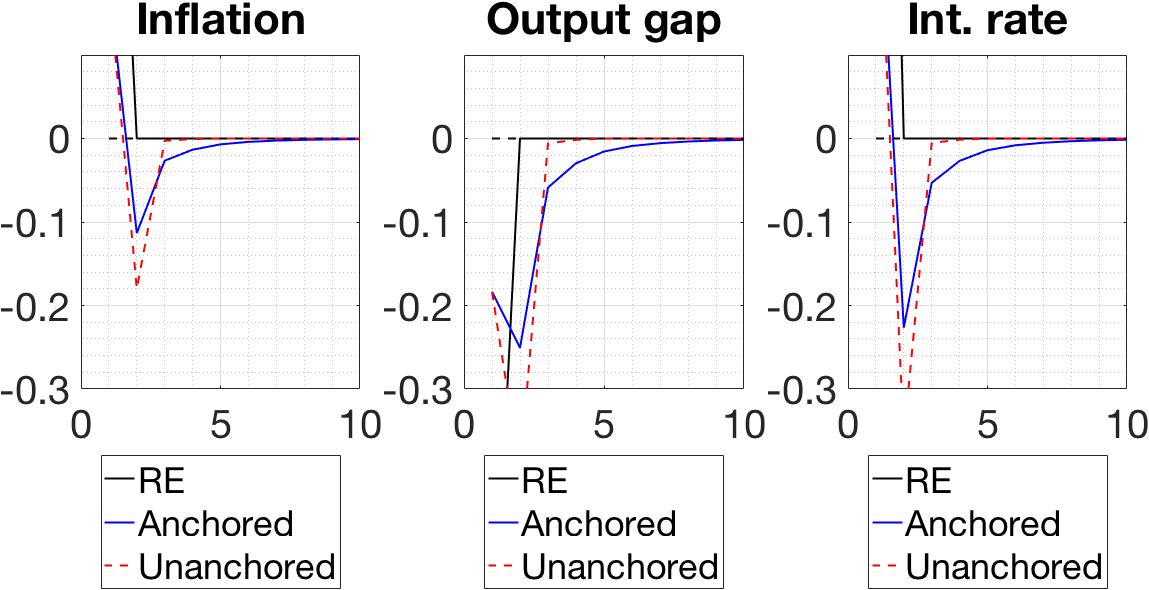 Inflation
0
-0.1
-0.2
-0.3
0 5 10
RE
Anchored
Unanchored
Output gap
0
-0.1
-0.2
-0.3
0 5 10
RE
Anchored
Unanchored
Int. rate
0
-0.1
-0.2
-0.3
0 5 10
RE
Anchored
Unanchored